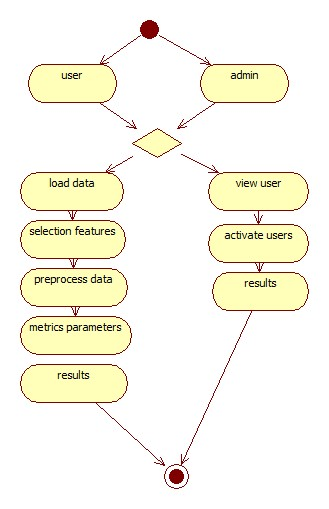 user
admin
load data
view user
selection features
activate users
preprocess data
results
metrics parameters
results